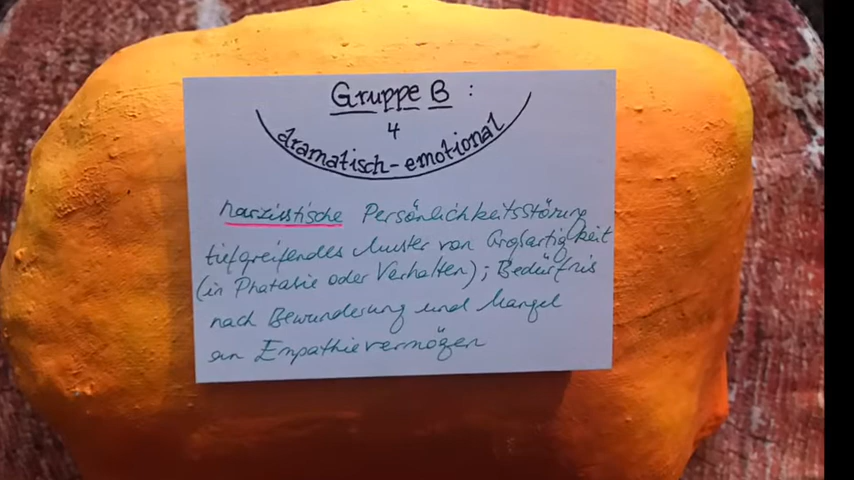 Gruppe B :
4
dramatisch-emotional
narzisstische Persönlichkeitsstörung
tiefgreifendes Muster von Großartigkeit
(in Phatasie oder Verhalten); Bedürfnis
nach Bewunderung und Mangel
an Empathievermögen